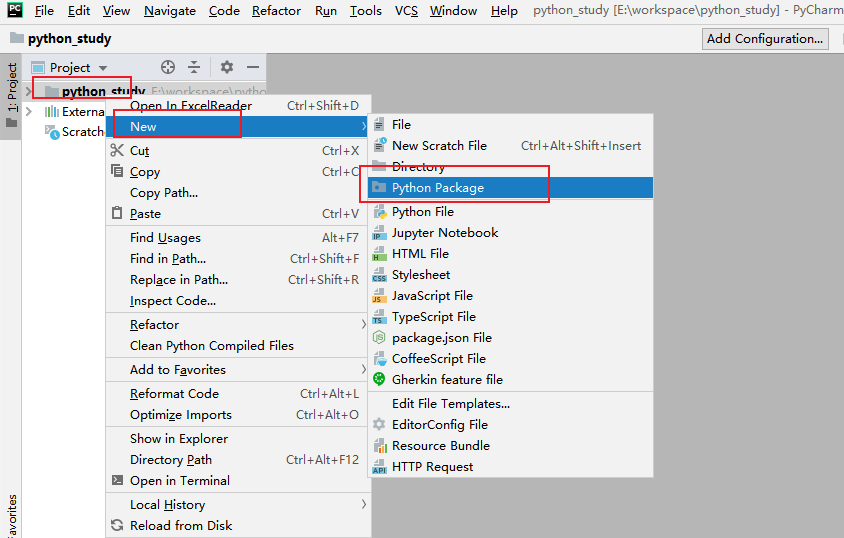 PC File Edit View Navigate Code Refactor Run Tools VCS Window Help python_study [E:\workspace\python_study] - PyCharm
python_study Add Configuration...
1: Project
Project
python_study E:\workspace\pytho
Externa
Scratch
Open In ExcelReader Ctrl+Shift+D
New
Cut Ctrl+X
Copy Ctrl+C
Copy Path...
Paste Ctrl+V
Find Usages Alt+F7
Find in Path... Ctrl+Shift+F
Replace in Path... Ctrl+Shift+R
Inspect Code...
Refactor
Clean Python Compiled Files
Add to Favorites
Reformat Code Ctrl+Alt+L
Optimize Imports Ctrl+Alt+O
Show in Explorer
Directory Path Ctrl+Alt+F12
Open in Terminal
Local History
Reload from Disk
File
New Scratch File Ctrl+Alt+Shift+Insert
Directory
Python Package
Python File
IP Jupyter Notebook
H HTML File
CSS Stylesheet
JS JavaScript File
TS TypeScript File
JS package.json File
CoffeeScript File
Gherkin feature file
Edit File Templates...
EditorConfig File
Resource Bundle
API HTTP Request
Favorites